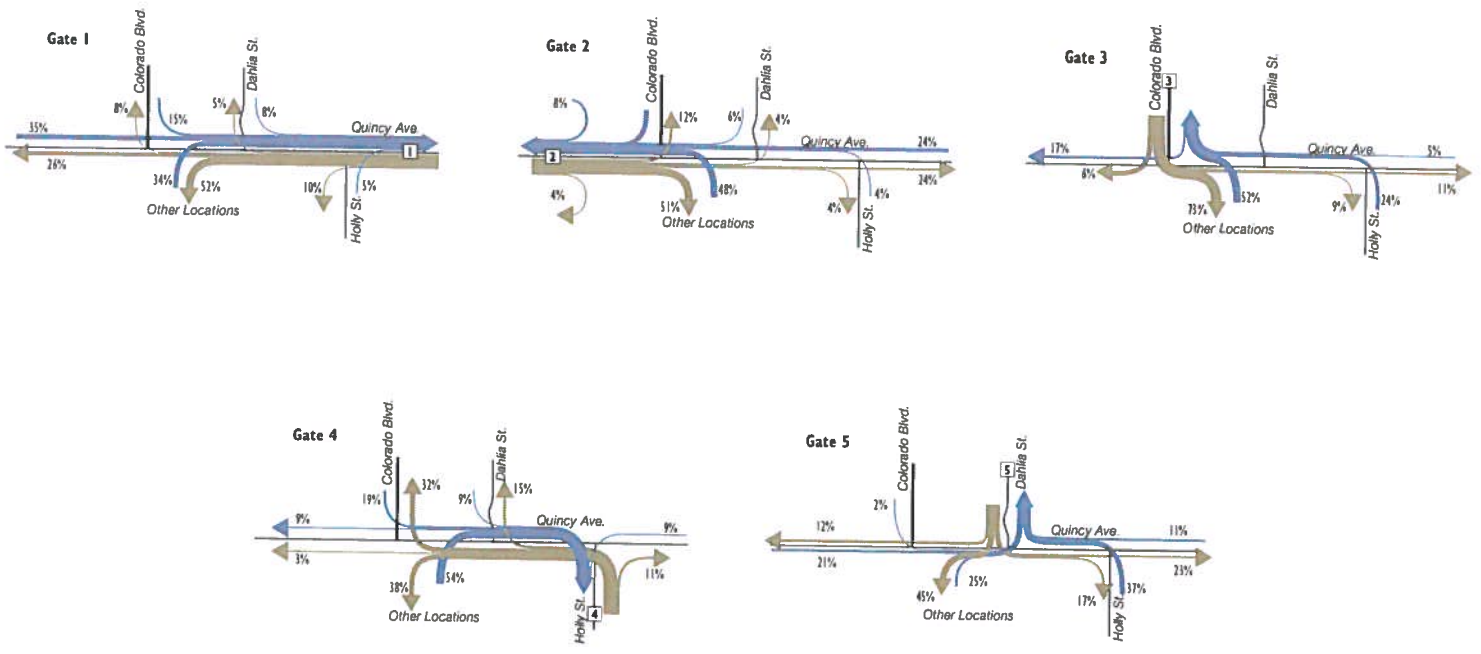 Gate 1
Colorado Blvd.
Dahlia St.
8%
15%
5%
8%
35%
Quincy Ave.
1
26%
34%
52%
10%
5%
Other Locations
Holly St.
Gate 2
Colorado Blvd.
Dahlia St.
8%
12%
6%
4%
Quincy Ave.
24%
2
24%
4%
48%
51%
4%
4%
Other Locations
Holly St.
Gate 3
Colorado Blvd.
3
Dahlia St.
17%
Quincy Ave.
5%
6%
11%
73%
52%
9%
24%
Other Locations
Holly St.
Gate 4
Colorado Blvd.
Dahlia St.
19%
32%
9%
15%
9%
Quincy Ave.
9%
3%
38%
54%
11%
Other Locations
Holly St.
4
Gate 5
Colorado Blvd.
5
Dahlia St.
2%
12%
Quincy Ave.
11%
21%
23%
45%
25%
17%
37%
Other Locations
Holly St.